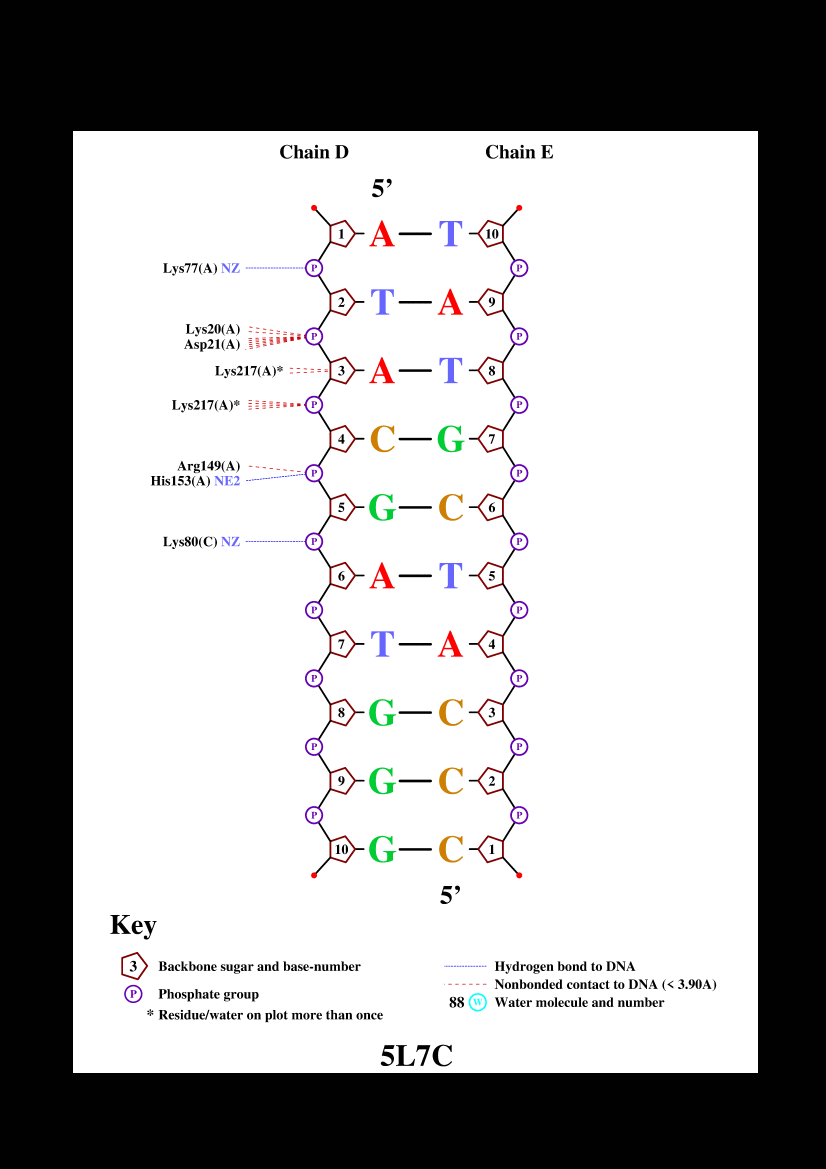 Chain D Chain E
5’
1 A T 10
Lys77(A) NZ P P
2 T A 9
Lys20(A)
P P
Asp21(A)
Lys217(A)* 3 A T 8
Lys217(A)* P P
4 C G 7
Arg149(A)
P P
His153(A) NE2
5 G C 6
Lys80(C) NZ P P
6 A T 5
P P
7 T A 4
P P
8 G C 3
P P
9 G C 2
P P
10 G C 1
5’
Key
3 Backbone sugar and base-number
P Phosphate group
* Residue/water on plot more than once
Hydrogen bond to DNA
Nonbonded contact to DNA (< 3.90A)
88 W Water molecule and number
5L7C